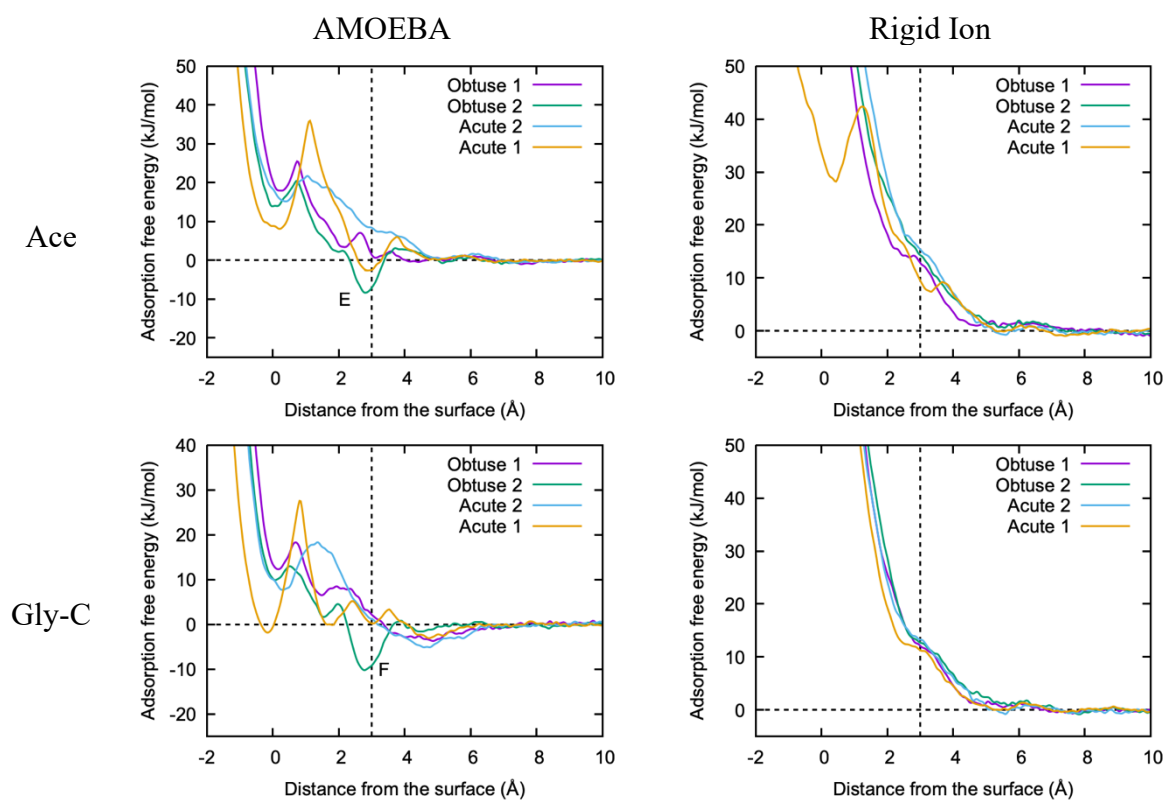 AMOEBA
Rigid Ion
Ace
Adsorption free energy (kJ/mol)
50
40
30
20
10
0
-10
-20
Obtuse 1
Obtuse 2
Acute 2
Acute 1
E
-2 0 2 4 6 8 10
Distance from the surface (Å)
Adsorption free energy (kJ/mol)
50
40
30
20
10
0
Obtuse 1
Obtuse 2
Acute 2
Acute 1
-2 0 2 4 6 8 10
Distance from the surface (Å)
Gly-C
Adsorption free energy (kJ/mol)
40
30
20
10
0
-10
-20
Obtuse 1
Obtuse 2
Acute 2
Acute 1
F
-2 0 2 4 6 8 10
Distance from the surface (Å)
Adsorption free energy (kJ/mol)
50
40
30
20
10
0
Obtuse 1
Obtuse 2
Acute 2
Acute 1
-2 0 2 4 6 8 10
Distance from the surface (Å)